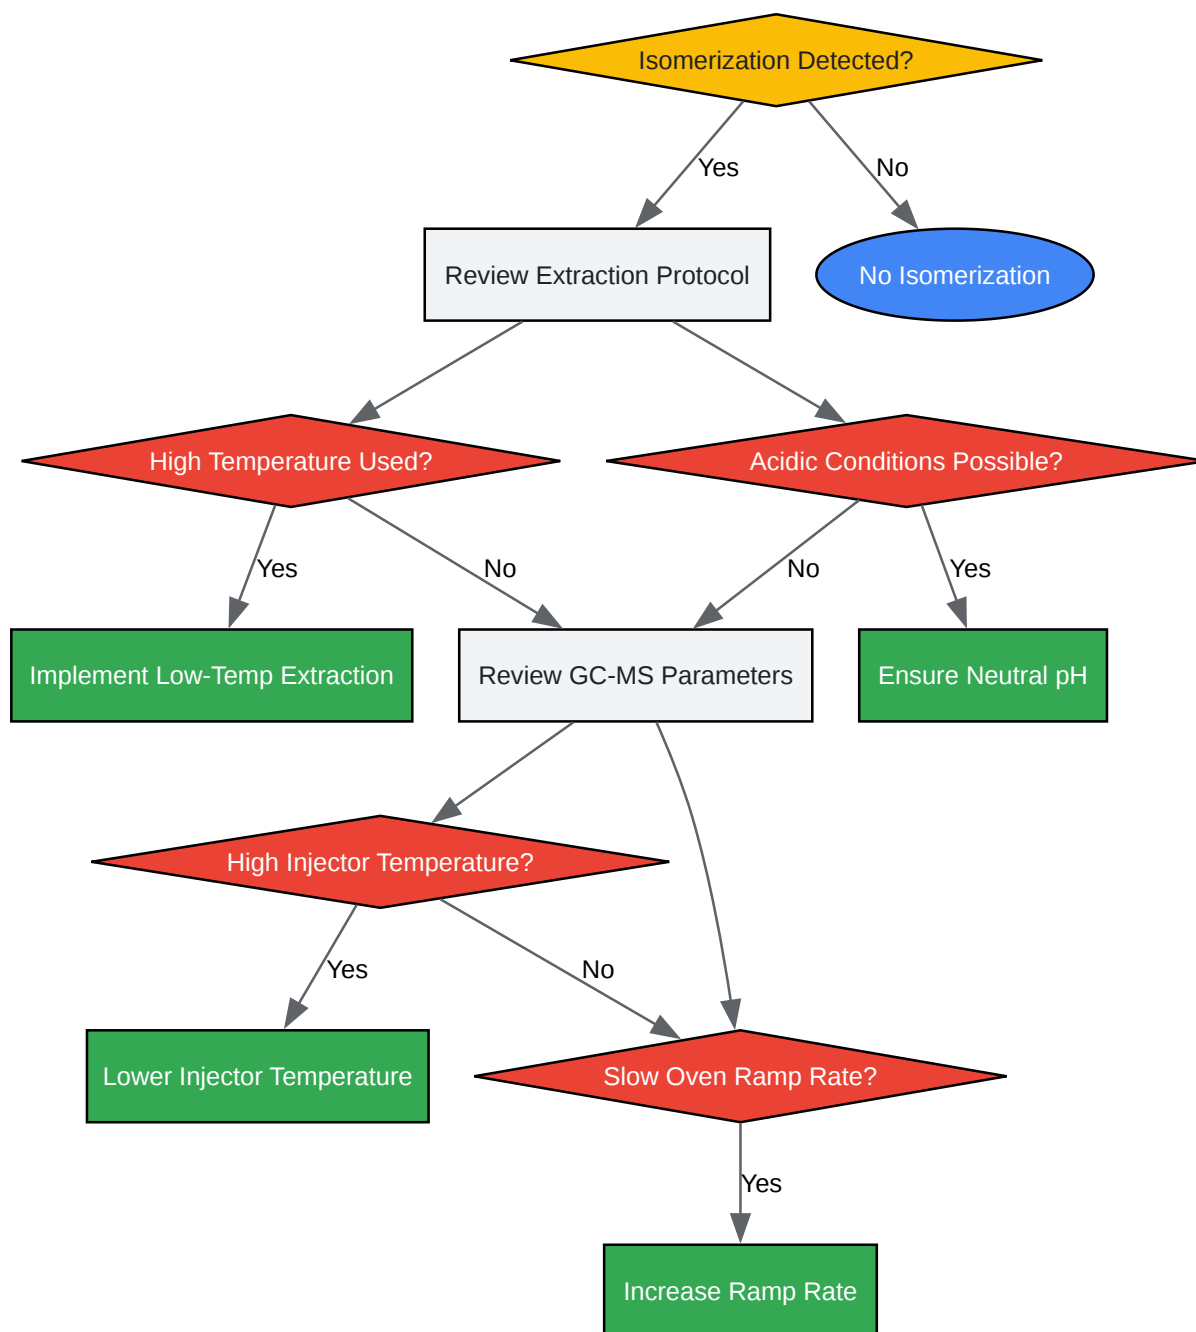 Isomerization Detected?
Yes
No
Review Extraction Protocol
No Isomerization
High Temperature Used?
Acidic Conditions Possible?
Yes
No
No
Yes
Implement Low-Temp Extraction
Review GC-MS Parameters
Ensure Neutral pH
High Injector Temperature?
Yes
No
Lower Injector Temperature
Slow Oven Ramp Rate?
Yes
Increase Ramp Rate